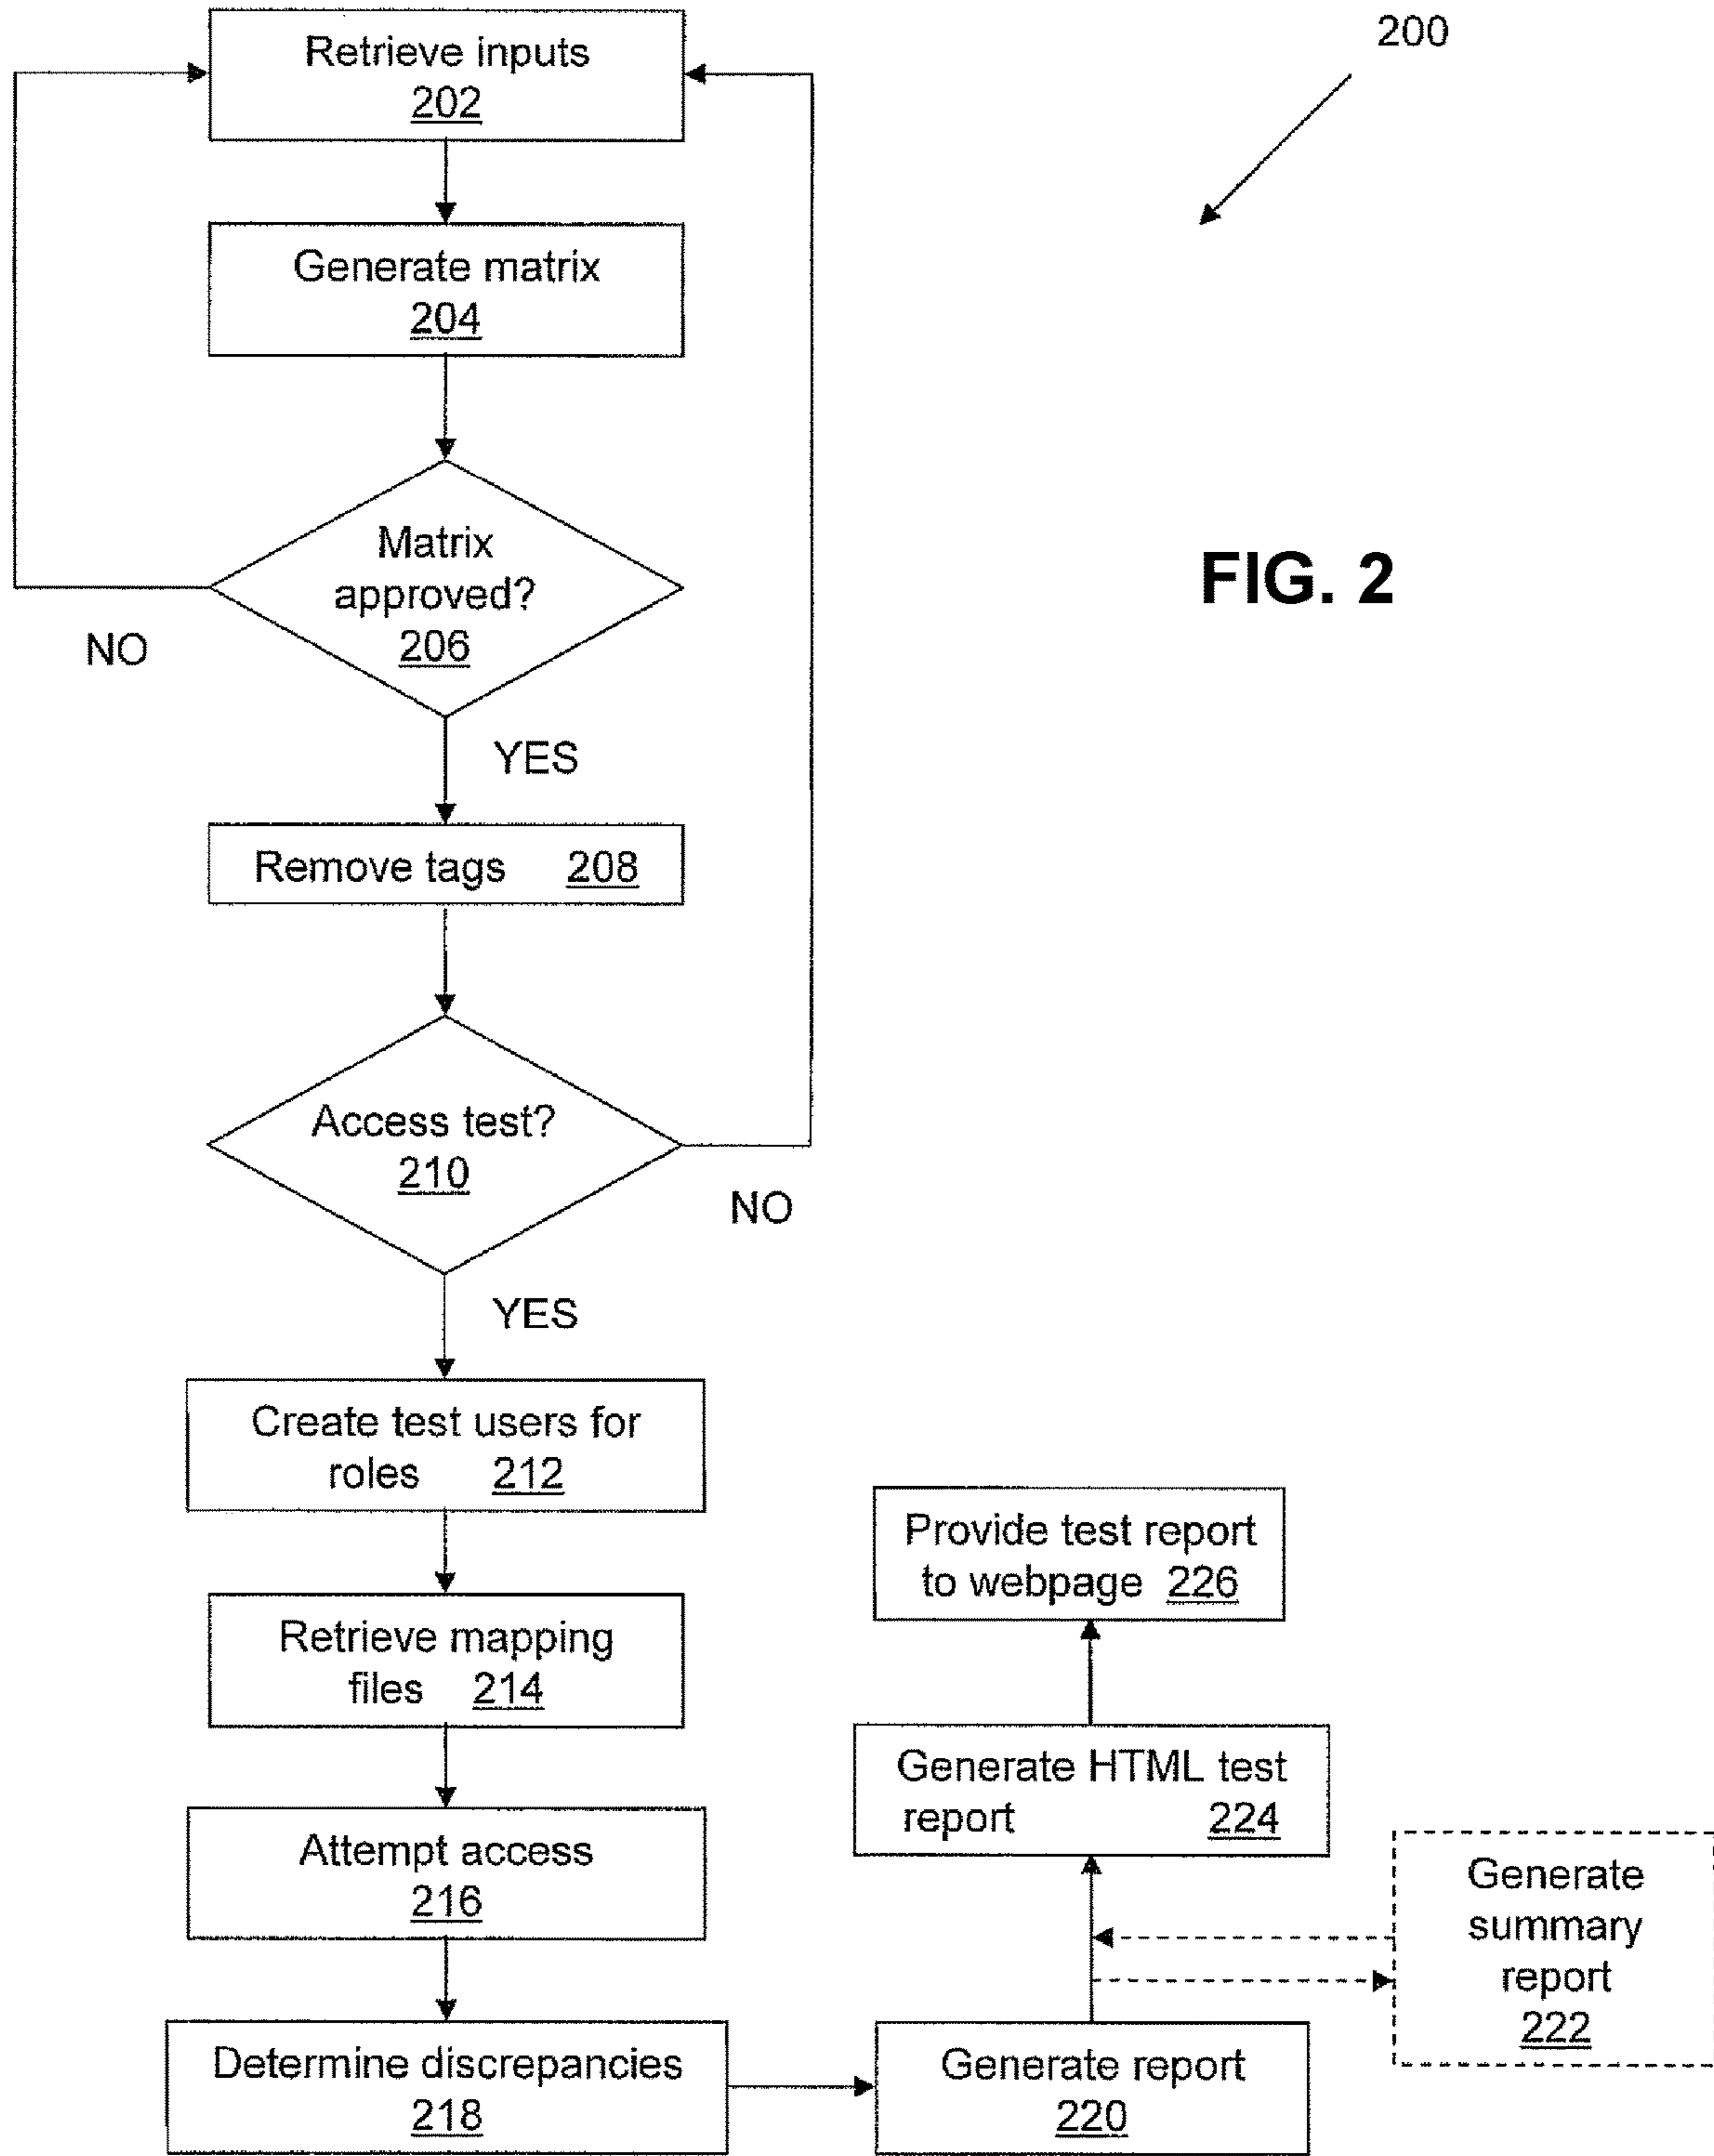 200
Retrieve inputs
202
Generate matrix
204
Matrix
approved?
206
NO
YES
FIG. 2
Remove tags 208
Access test?
210
NO
YES
Create test users for
roles 212
Retrieve mapping
files 214
Attempt access
216
Determine discrepancies
218
Generate report
220
Generate
summary
report
222
Generate HTML test
report 224
Provide test report
to webpage 226